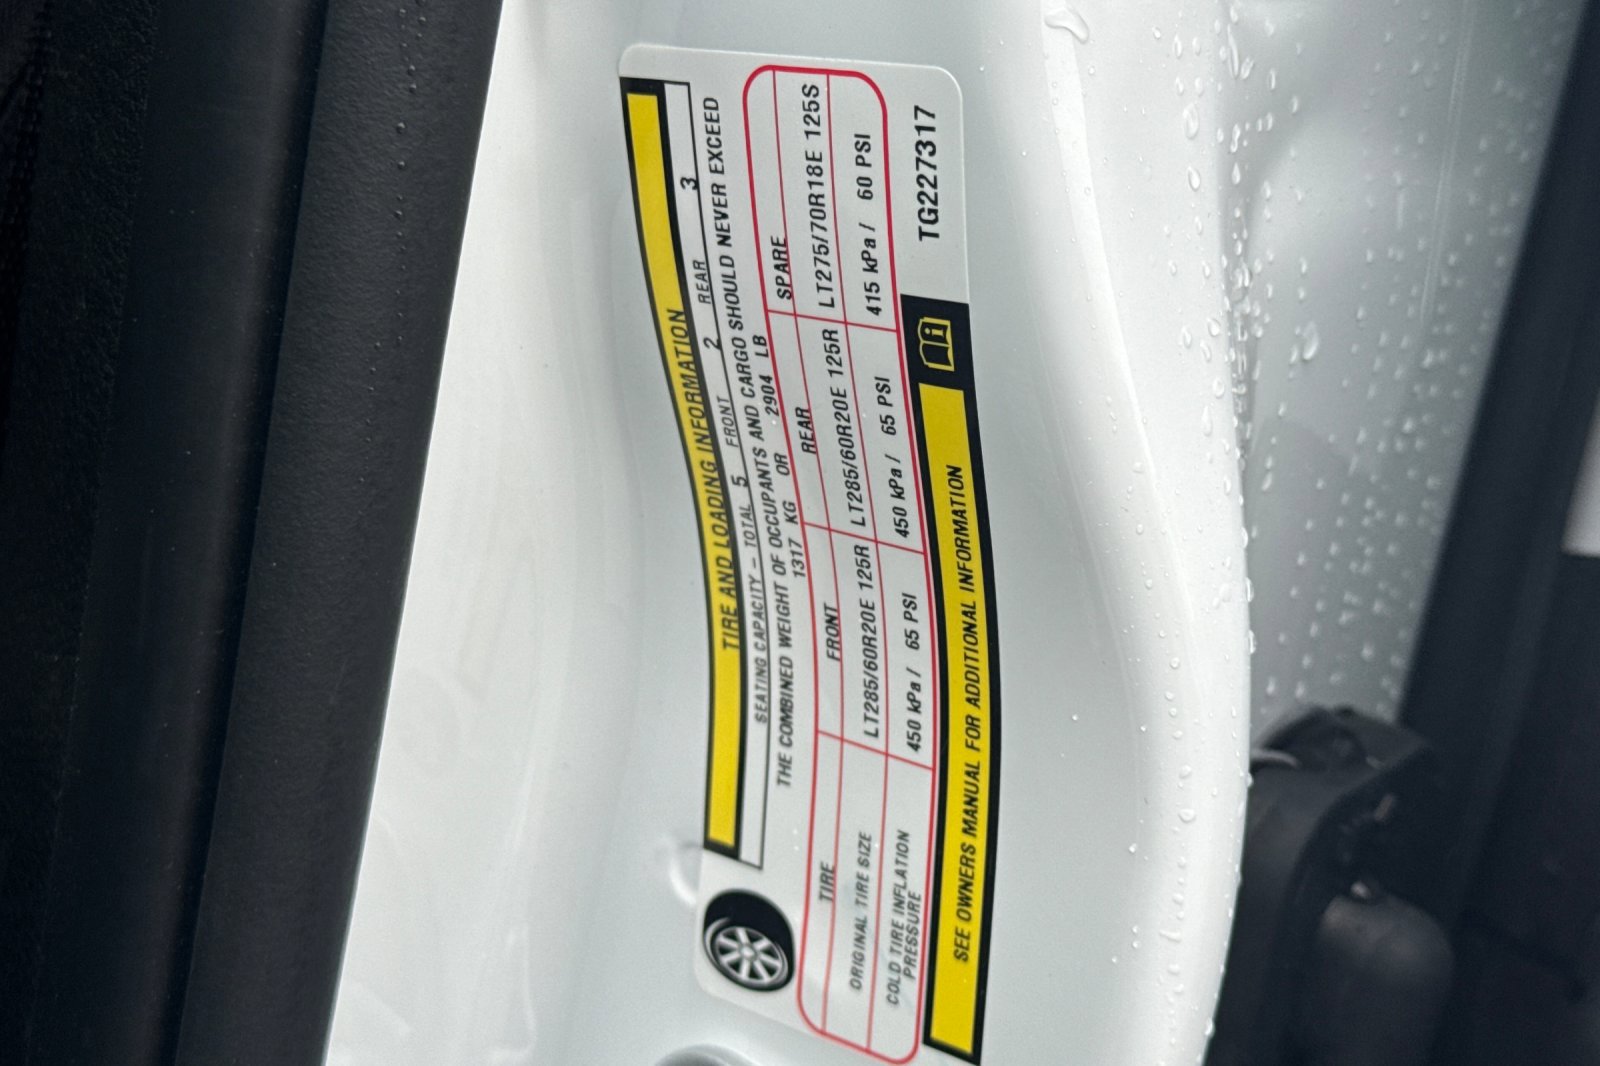 TIRE AND LOADING INFORMATION
SEATING CAPACITY – TOTAL 5 FRONT 2 REAR 3
THE COMBINED WEIGHT OF OCCUPANTS AND CARGO SHOULD NEVER EXCEED
1317 KG OR 2904 LB
TIRE FRONT REAR SPARE
ORIGINAL TIRE SIZE LT285/60R20E 125R LT285/60R20E 125R LT275/70R18E 125S
COLD TIRE INFLATION PRESSURE 450 kPa / 65 PSI 450 kPa / 65 PSI 415 kPa / 60 PSI
SEE OWNERS MANUAL FOR ADDITIONAL INFORMATION
TG227317